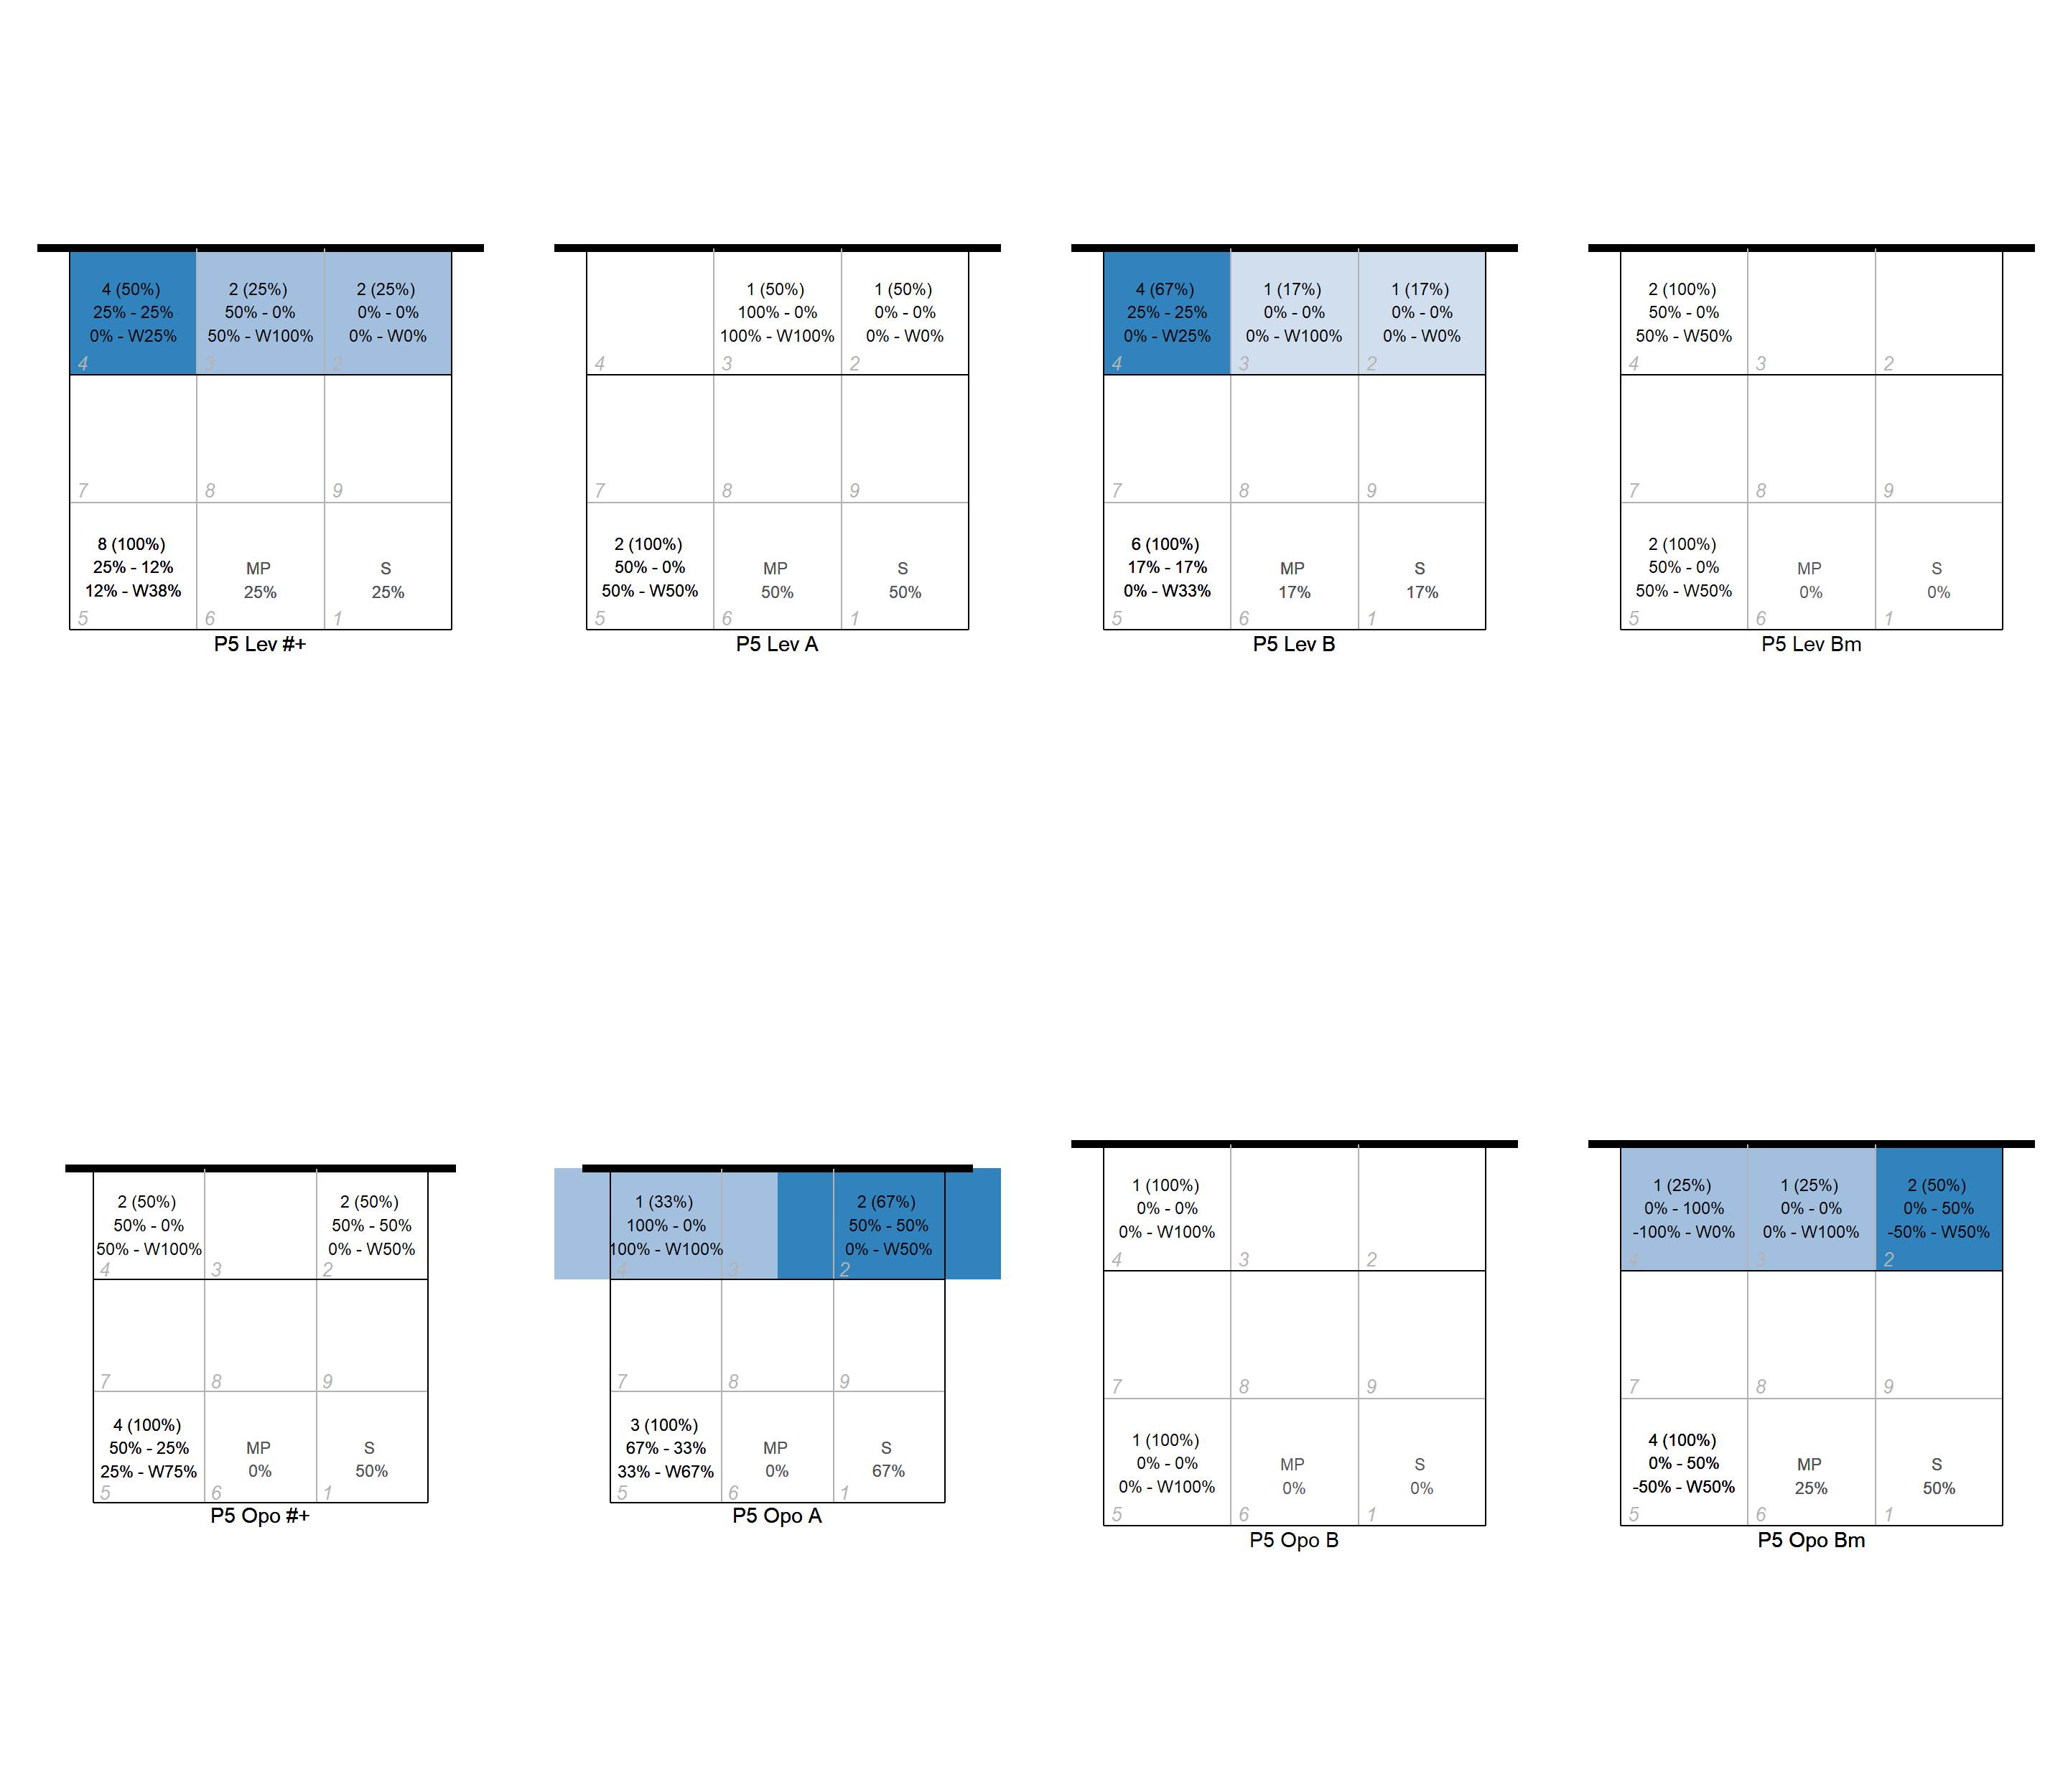 4 (50%)
25% - 25%
0% - W25%
4
2 (25%)
50% - 0%
50% - W100%
3
2 (25%)
0% - 0%
0% - W0%
2
7
8
9
8 (100%)
25% - 12%
12% - W38%
5
MP
25%
6
S
25%
1
P5 Lev #+
4
1 (50%)
100% - 0%
100% - W100%
3
1 (50%)
0% - 0%
0% - W0%
2
7
8
9
2 (100%)
50% - 0%
50% - W50%
5
MP
50%
6
S
50%
1
P5 Lev A
4 (67%)
25% - 25%
0% - W25%
4
1 (17%)
0% - 0%
0% - W100%
3
1 (17%)
0% - 0%
0% - W0%
2
7
8
9
6 (100%)
17% - 17%
0% - W33%
5
MP
17%
6
S
17%
1
P5 Lev B
2 (100%)
50% - 0%
50% - W50%
4
3
2
7
8
9
2 (100%)
50% - 0%
50% - W50%
5
MP
0%
6
S
0%
1
P5 Lev Bm
2 (50%)
50% - 0%
50% - W100%
4
3
2 (50%)
50% - 50%
0% - W50%
2
7
8
9
4 (100%)
50% - 25%
25% - W75%
5
MP
0%
6
S
50%
1
P5 Opo #+
1 (33%)
100% - 0%
100% - W100%
4
3
2 (67%)
50% - 50%
0% - W50%
2
7
8
9
3 (100%)
67% - 33%
33% - W67%
5
MP
0%
6
S
67%
1
P5 Opo A
1 (100%)
0% - 0%
0% - W100%
4
3
2
7
8
9
1 (100%)
0% - 0%
0% - W100%
5
MP
0%
6
S
0%
1
P5 Opo B
1 (25%)
0% - 100%
-100% - W0%
4
1 (25%)
0% - 0%
0% - W100%
3
2 (50%)
0% - 50%
-50% - W50%
2
7
8
9
4 (100%)
0% - 50%
-50% - W50%
5
MP
25%
6
S
50%
1
P5 Opo Bm